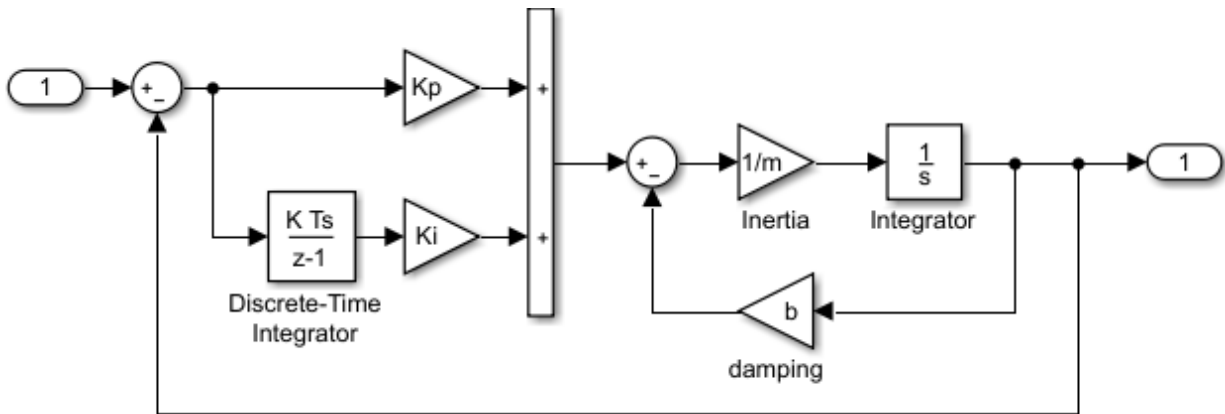 1
+
−
Kp
+
K Ts
z-1
Discrete-Time
Integrator
Ki
+
+
−
1/m
Inertia
1
s
Integrator
1
b
damping